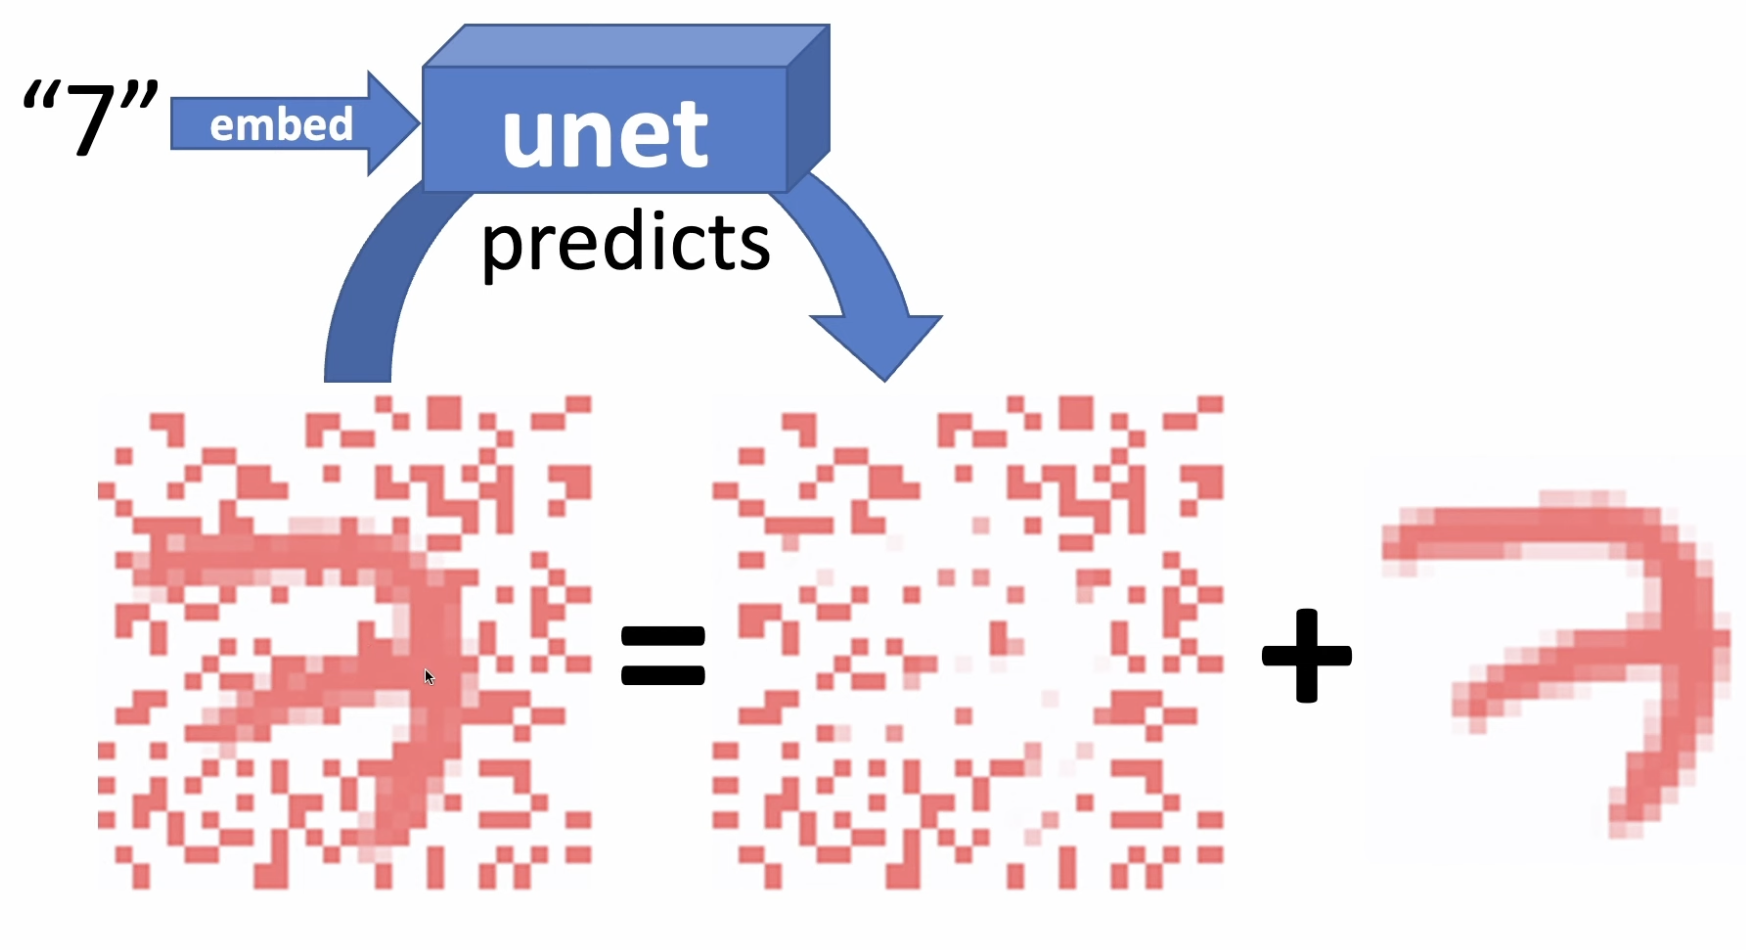 “7”
embed
unet
predicts
=
+